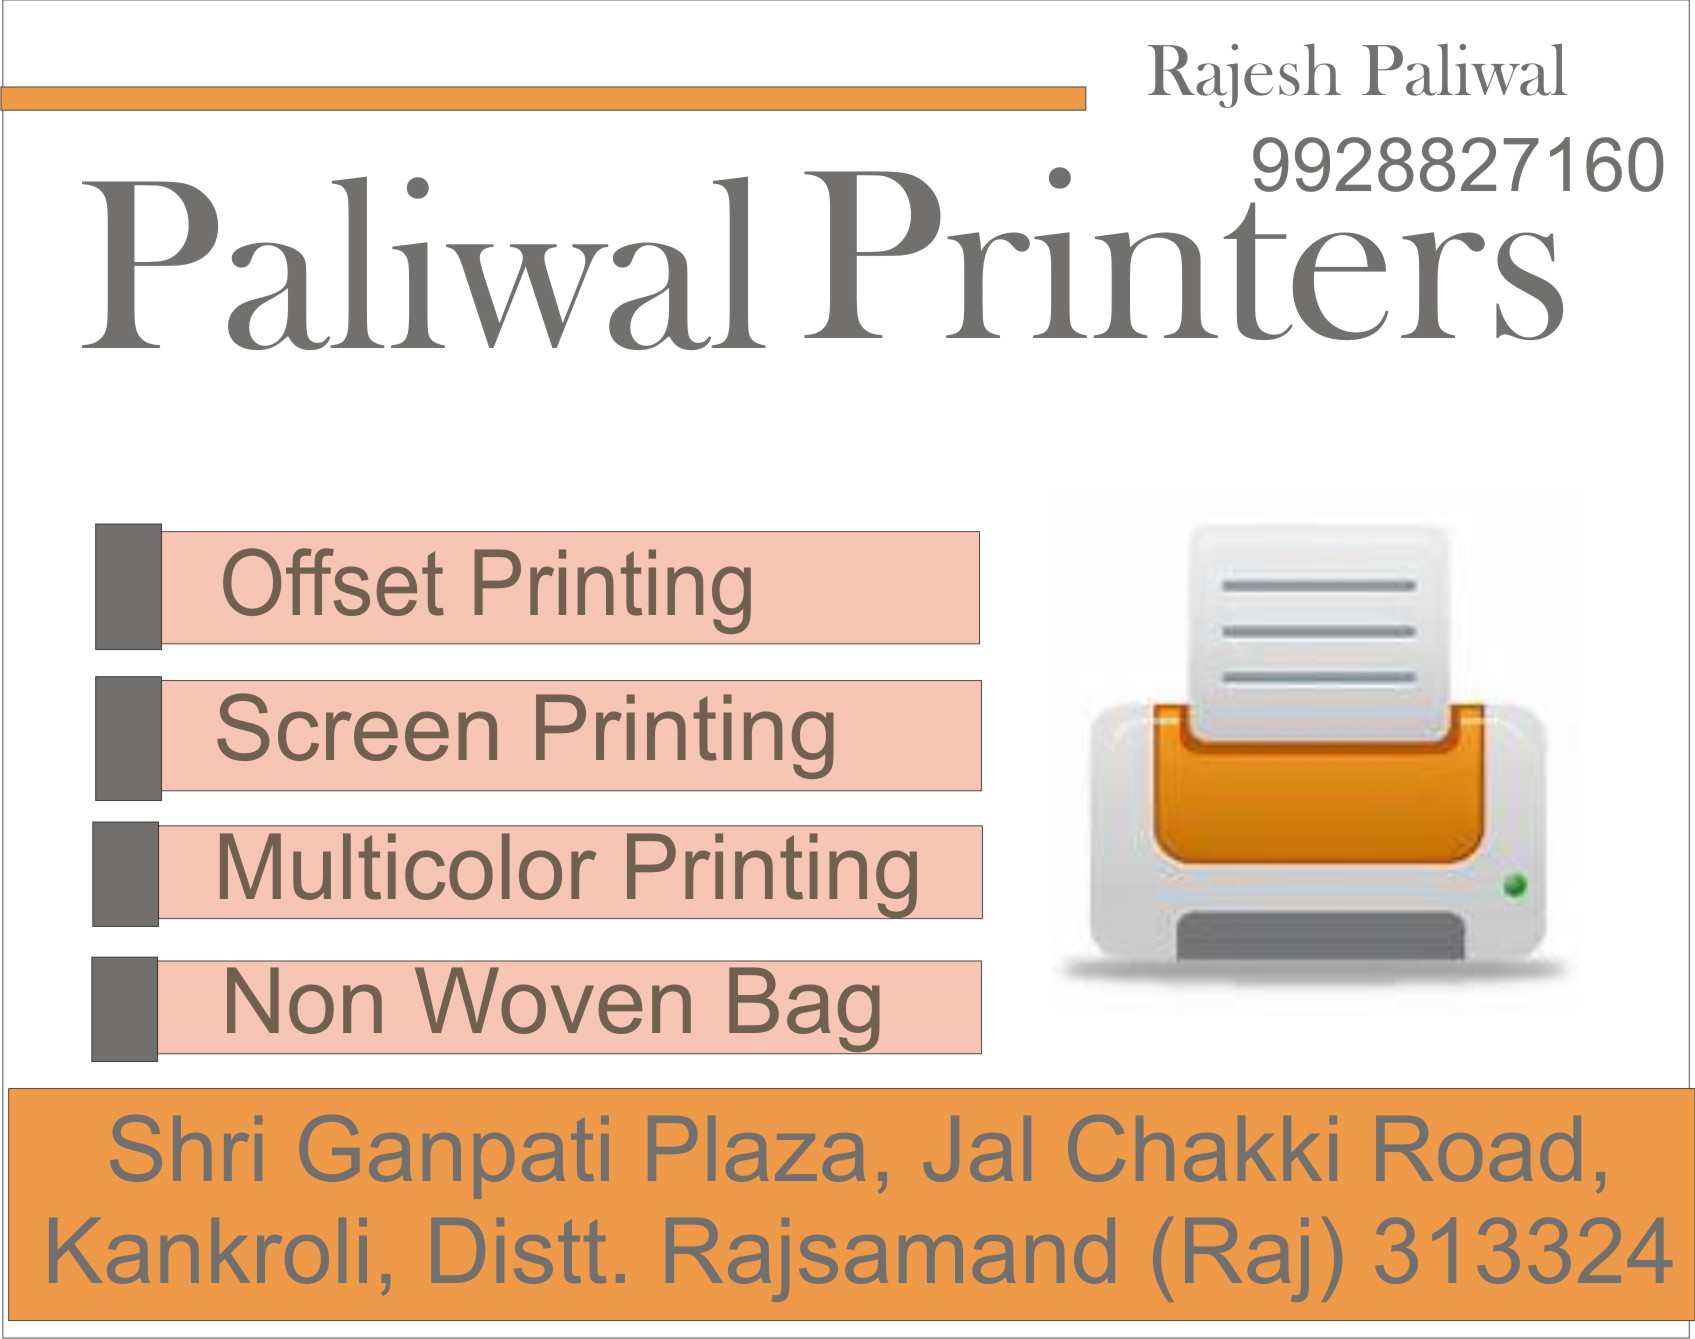 Rajesh Paliwal
9928827160
Paliwal Printers
Offset Printing
Screen Printing
Multicolor Printing
Non Woven Bag
Shri Ganpati Plaza, Jal Chakki Road,
Kankroli, Distt. Rajsamand (Raj) 313324